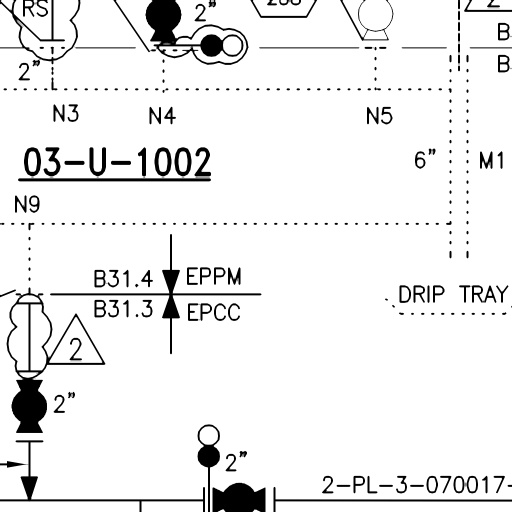 RS
2"
2"
N3
N4
N5
03-U-1002
6"
M1
N9
B31.4
EPPM
B31.3
EPCC
DRIP TRAY
2
2"
2"
2-PL-3-070017-